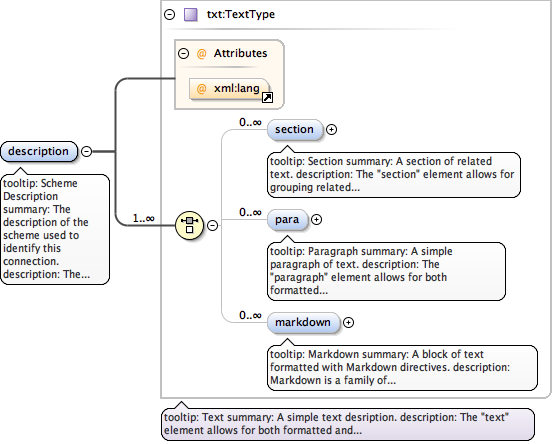 txt:TextType
@ Attributes
@ xml:lang
description
tooltip: Scheme
Description
summary: The
description of the
scheme used to
identify this
connection.
description: The...
1..∞
0..∞
section
tooltip: Section summary: A section of related
text. description: The "section" element allows for
grouping related...
0..∞
para
tooltip: Paragraph summary: A simple
paragraph of text. description: The
"paragraph" element allows for both
formatted...
0..∞
markdown
tooltip: Markdown summary: A block of text
formatted with Markdown directives. description:
Markdown is a family of...
tooltip: Text summary: A simple text desription. description: The "text"
element allows for both formatted and...